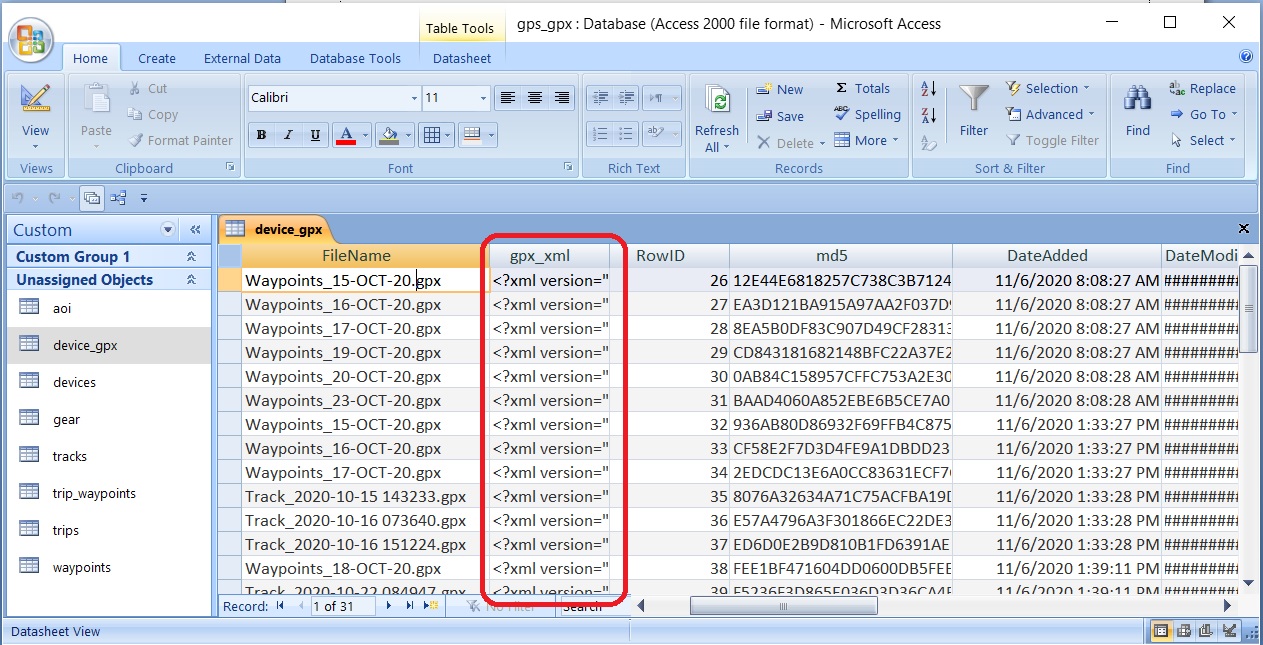 Table Tools
gps_gpx : Database (Access 2000 file format) - Microsoft Access
Home Create External Data Database Tools Datasheet
View
Views
Paste
Cut
Copy
Format Painter
Clipboard
Calibri 11
B I U A
Font
Rich Text
Refresh All
New
Save
Delete
Σ Totals
Spelling
More
Records
Filter
Selection
Advanced
Toggle Filter
Sort & Filter
Find
Replace
Go To
Select
Find
Custom
Custom Group 1
Unassigned Objects
aoi
device_gpx
devices
gear
tracks
trip_waypoints
trips
waypoints
device_gpx
FileName gpx_xml RowID md5 DateAdded DateModi
Waypoints_15-OCT-20.gpx <?xml version=" 26 12E44E6818257C738C3B7124 11/6/2020 8:08:27 AM #########
Waypoints_16-OCT-20.gpx <?xml version=" 27 EA3D121BA915A97AA2F037D9 11/6/2020 8:08:27 AM #########
Waypoints_17-OCT-20.gpx <?xml version=" 28 8EA5B0DF83C907D49CF28313 11/6/2020 8:08:27 AM #########
Waypoints_19-OCT-20.gpx <?xml version=" 29 CD843181682148BFC22A37E2 11/6/2020 8:08:27 AM #########
Waypoints_20-OCT-20.gpx <?xml version=" 30 0AB84C158957CFFC753A2E30 11/6/2020 8:08:28 AM #########
Waypoints_23-OCT-20.gpx <?xml version=" 31 BAAD4060A852EBE6B5CE7A0 11/6/2020 8:08:28 AM #########
Waypoints_15-OCT-20.gpx <?xml version=" 32 936AB80D86932F69FFB4C875 11/6/2020 1:33:27 PM #########
Waypoints_16-OCT-20.gpx <?xml version=" 33 CF58E2F7D3D4FE9A1DBDD23 11/6/2020 1:33:27 PM #########
Waypoints_17-OCT-20.gpx <?xml version=" 34 2EDCDC13E6A0CC83631ECF7 11/6/2020 1:33:27 PM #########
Track_2020-10-15 143233.gpx <?xml version=" 35 8076A32634A71C75ACFBA19D 11/6/2020 1:33:28 PM #########
Track_2020-10-16 073640.gpx <?xml version=" 36 E57A4796A3F301866EC22DE3 11/6/2020 1:33:28 PM #########
Track_2020-10-16 151224.gpx <?xml version=" 37 ED6D0E2B9D810B1FD6391AE 11/6/2020 1:33:28 PM #########
Waypoints_18-OCT-20.gpx <?xml version=" 38 FEE1BF471604DD0600DB5FEE 11/6/2020 1:39:11 PM #########
Track_2020-10-22 084947.gpx <?xml version=" 39 11/6/2020 1:39:11 PM #########
Record: 1 of 31 No Filter Search
Datasheet View